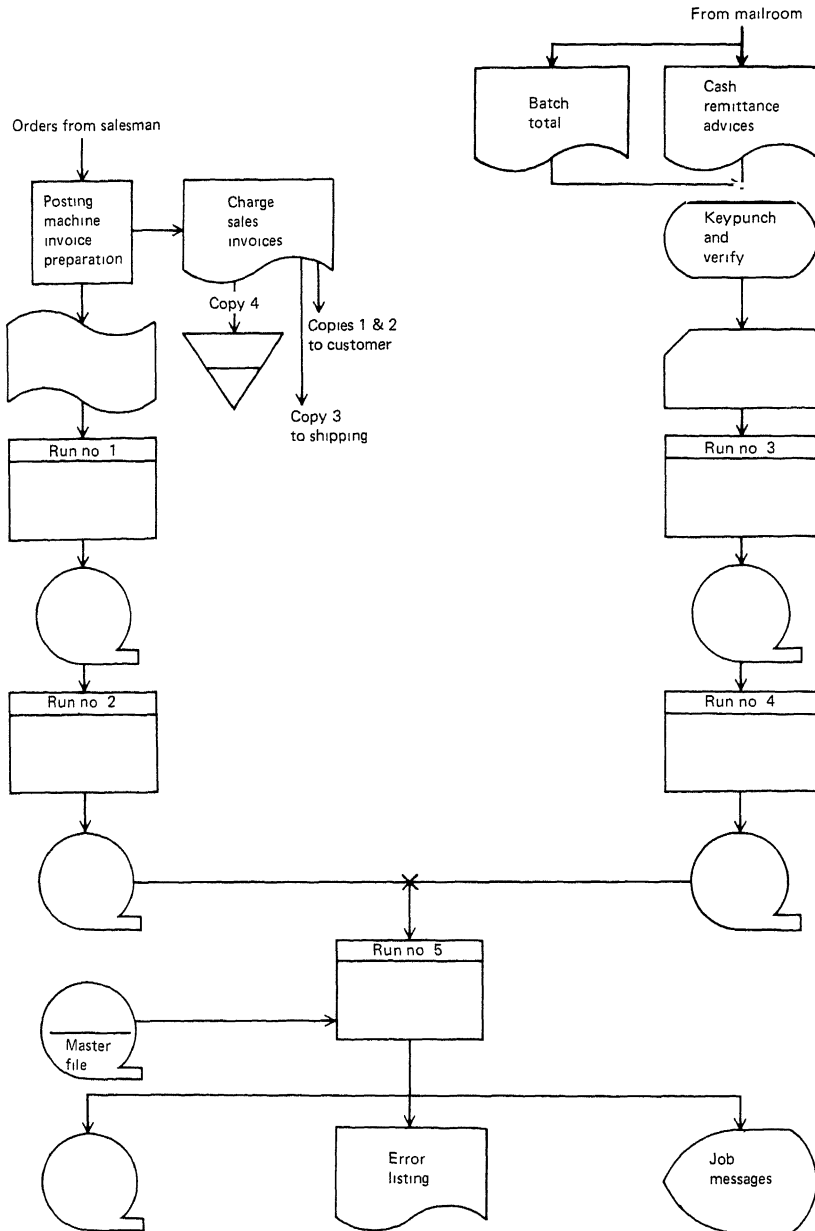 From mailroom
Batch
total
Cash
remittance
advices
Orders from salesman
Posting
machine
invoice
preparation
Charge
sales
invoices
Keypunch
and
verify
Copy 4
Copies 1 & 2
to customer
Copy 3
to shipping
Run no 1
Run no 3
Run no 2
Run no 4
Run no 5
Master
file
Error
listing
Job
messages